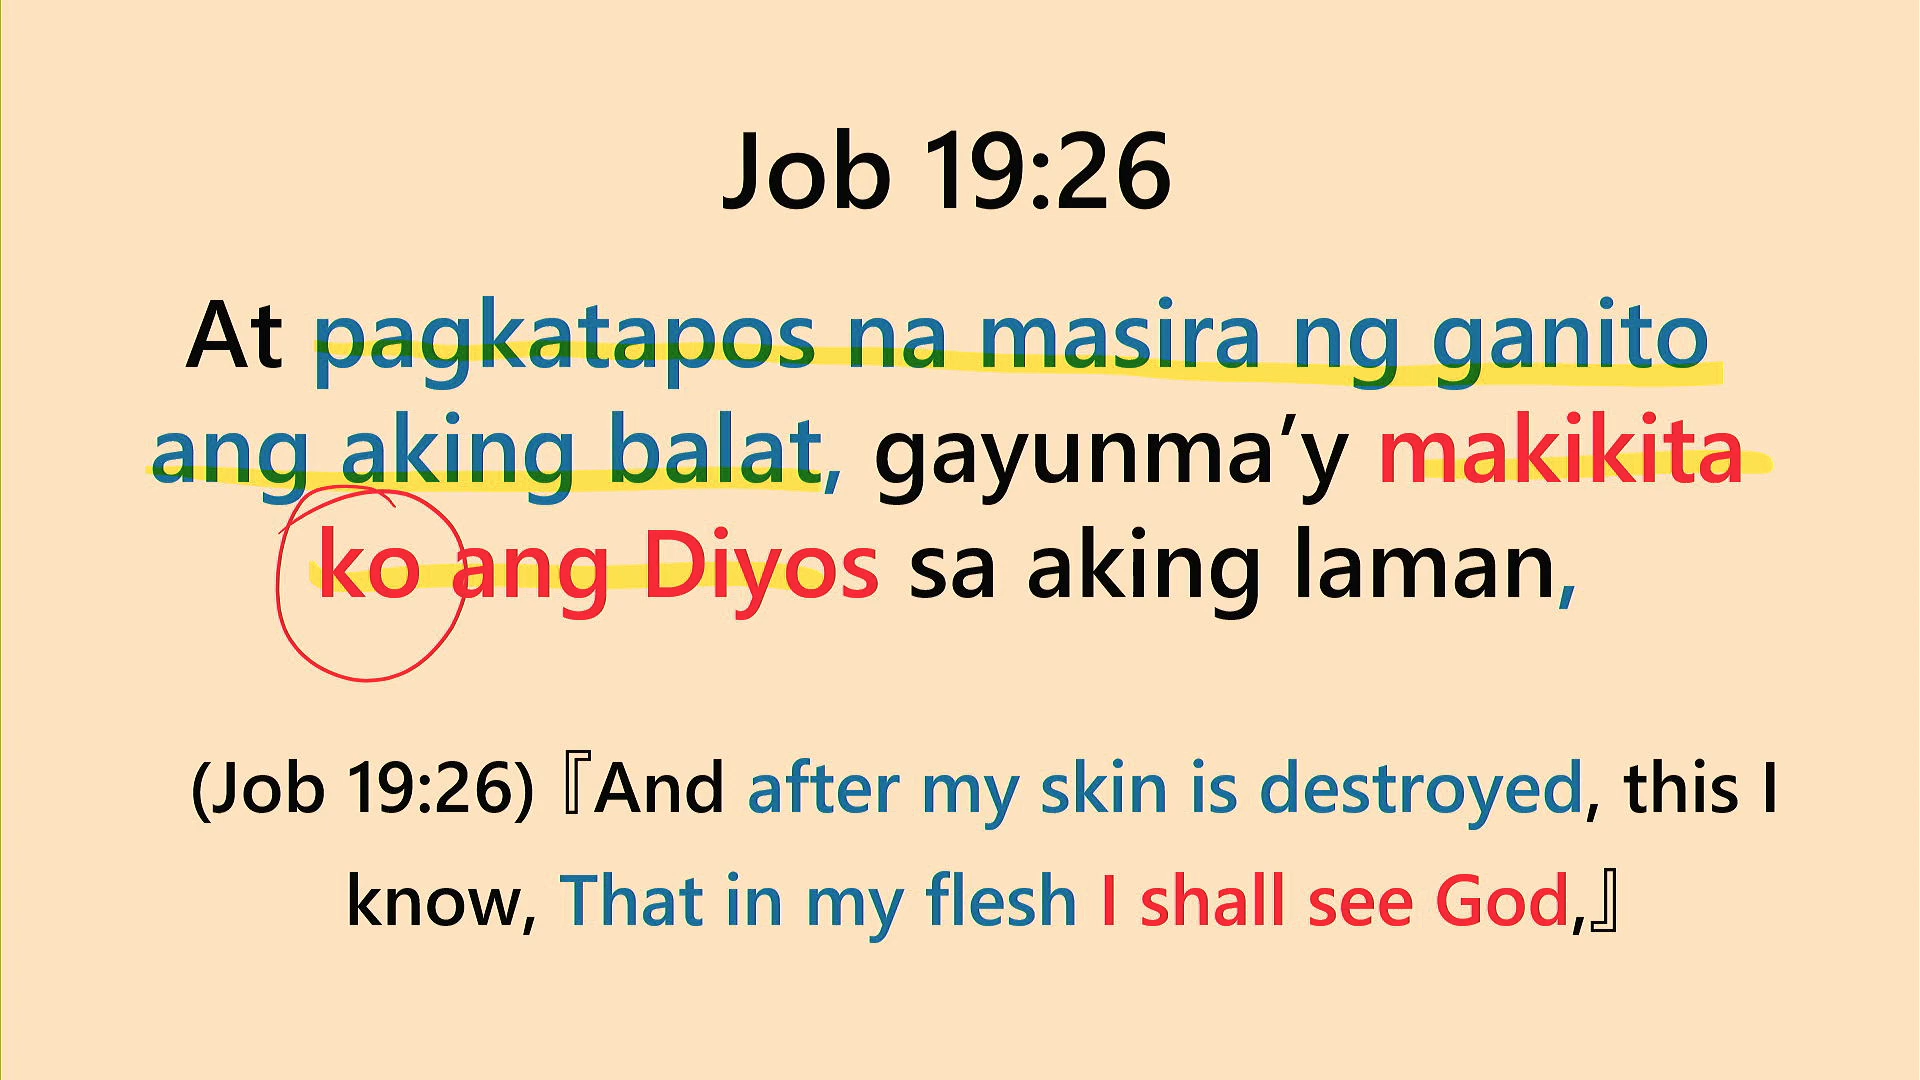 Job 19:26
At pagkatapos na masira ng ganito
ang aking balat, gayunma’y makikita
ko ang Diyos sa aking laman,
(Job 19:26)『And after my skin is destroyed, this I
know, That in my flesh I shall see God,』